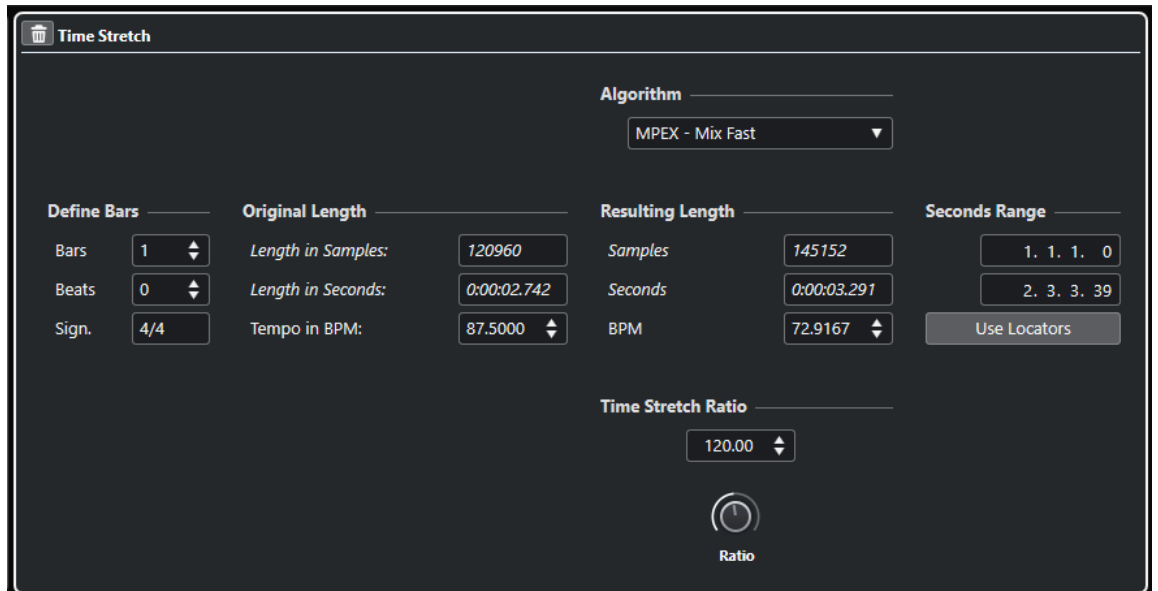 Time Stretch
Algorithm
MPEX - Mix Fast
Define Bars
Bars 1
Beats 0
Sign. 4/4
Original Length
Length in Samples: 120960
Length in Seconds: 0:00:02.742
Tempo in BPM: 87.5000
Resulting Length
Samples 145152
Seconds 0:00:03.291
BPM 72.9167
Seconds Range
1. 1. 1. 0
2. 3. 3. 39
Use Locators
Time Stretch Ratio
120.00
Ratio